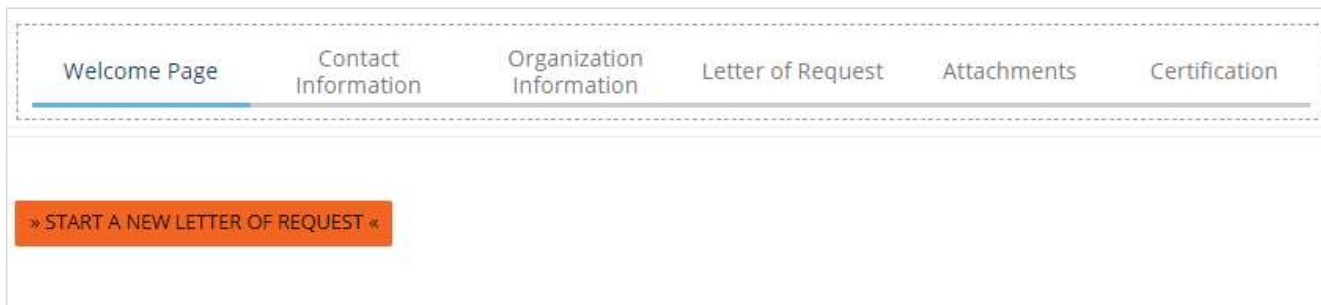 Welcome Page
Contact
Information
Organization
Information
Letter of Request
Attachments
Certification
» START A NEW LETTER OF REQUEST «